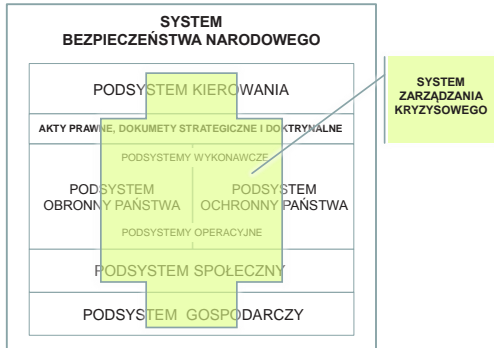 SYSTEM
BEZPIECZEŃSTWA NARODOWEGO
PODSYSTEM KIEROWANIA
AKTY PRAWNE, DOKUMETY STRATEGICZNE I DOKTRYNALNE
PODSYSTEMY WYKONAWCZE
PODSYSTEM
OBRONNY PAŃSTWA
PODSYSTEM
OCHRONNY PAŃSTWA
PODSYSTEMY OPERACYJNE
PODSYSTEM SPOŁECZNY
PODSYSTEM GOSPODARCZY
SYSTEM
ZARZĄDZANIA
KRYZYSOWEGO